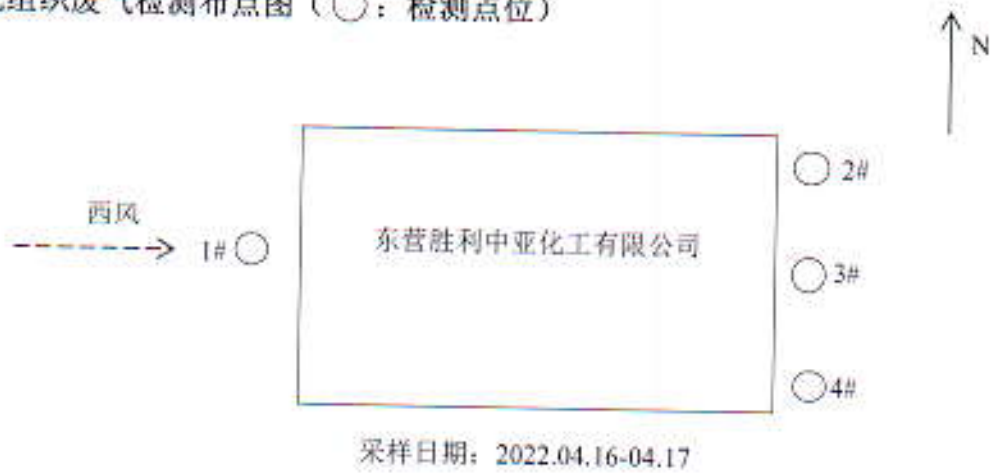 组织废气检测布点图（○：检测点位）
N
西风
1#
东营胜利中亚化工有限公司
2#
3#
4#
采样日期：2022.04.16-04.17